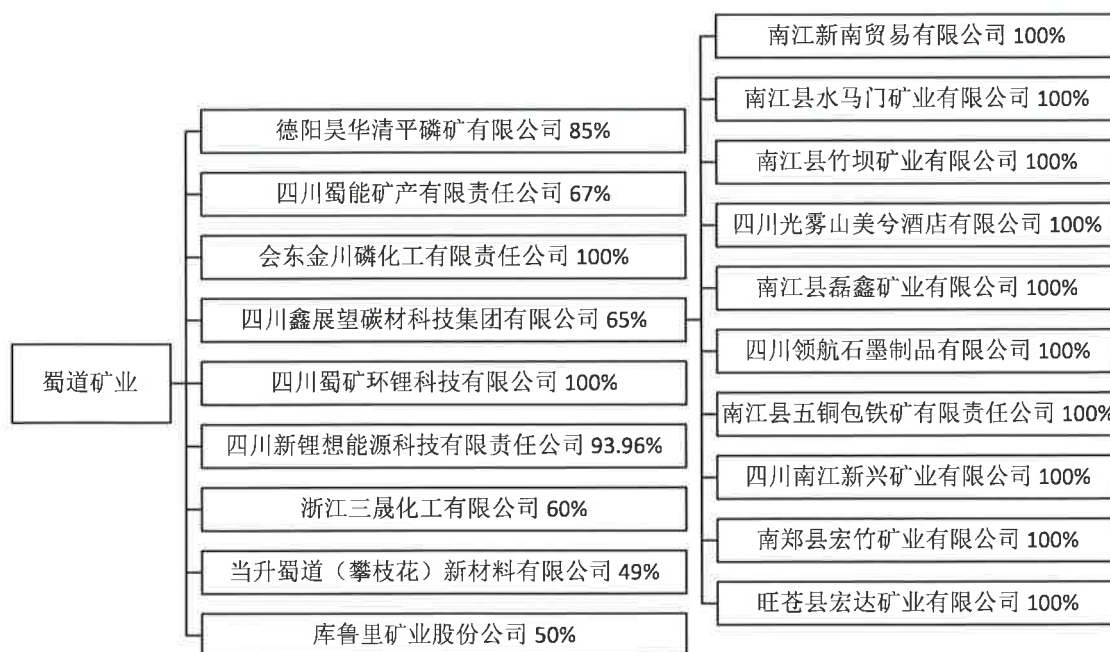 蜀道矿业
德阳昊华清平磷矿有限公司 85%
四川蜀能矿产有限责任公司 67%
会东金川磷化工有限责任公司 100%
四川鑫展望碳材科技集团有限公司 65%
四川蜀矿环锂科技有限公司 100%
四川新锂想能源科技有限责任公司 93.96%
浙江三晟化工有限公司 60%
当升蜀道（攀枝花）新材料有限公司 49%
库鲁里矿业股份公司 50%
南江新南贸易有限公司 100%
南江县水马门矿业有限公司 100%
南江县竹坝矿业有限公司 100%
四川光雾山美兮酒店有限公司 100%
南江县磊鑫矿业有限公司 100%
四川领航石墨制品有限公司 100%
南江县五铜包铁矿有限责任公司 100%
四川南江新兴矿业有限公司 100%
南郑县宏竹矿业有限公司 100%
旺苍县宏达矿业有限公司 100%